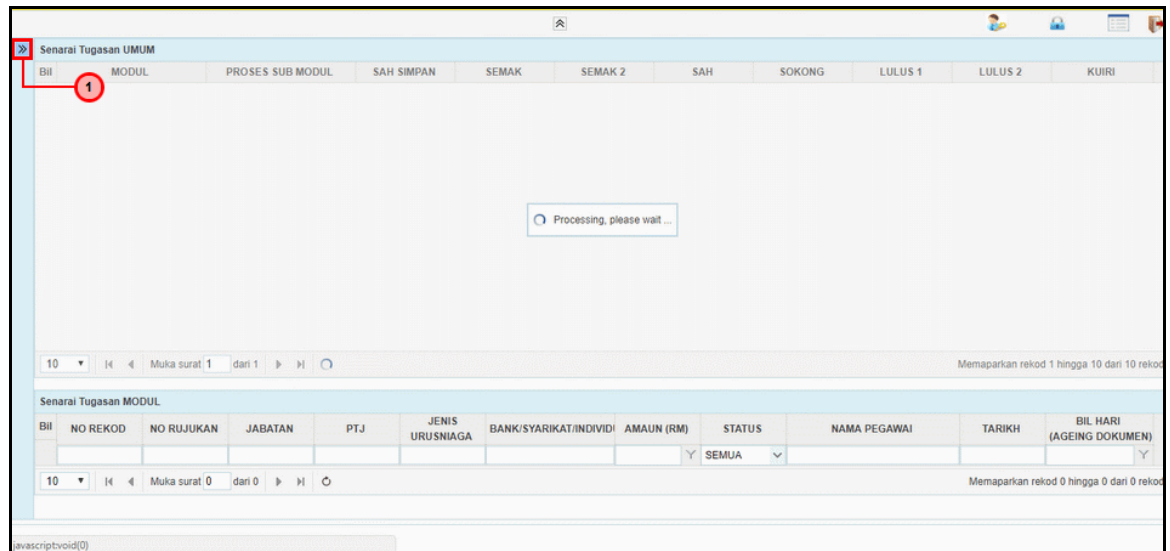 Senarai Tugasan UMUM
Bil MODUL PROSES SUB MODUL SAH SIMPAN SEMAK SEMAK 2 SAH SOKONG LULUS 1 LULUS 2 KUIRI
1
Processing, please wait ...
10 Muka surat 1 dari 1 Memaparkan rekod 1 hingga 10 dari 10 rekod
Senarai Tugasan MODUL
Bil NO REKOD NO RUJUKAN JABATAN PTJ JENIS URUSNIAGA BANK/SYARIKAT/INDIVIDU AMAUN (RM) STATUS NAMA PEGAWAI TARIKH BIL HARI (AGEING DOKUMEN)
SEMUA
10 Muka surat 0 dari 0 Memaparkan rekod 0 hingga 0 dari 0 rekod
javascript:void(0)